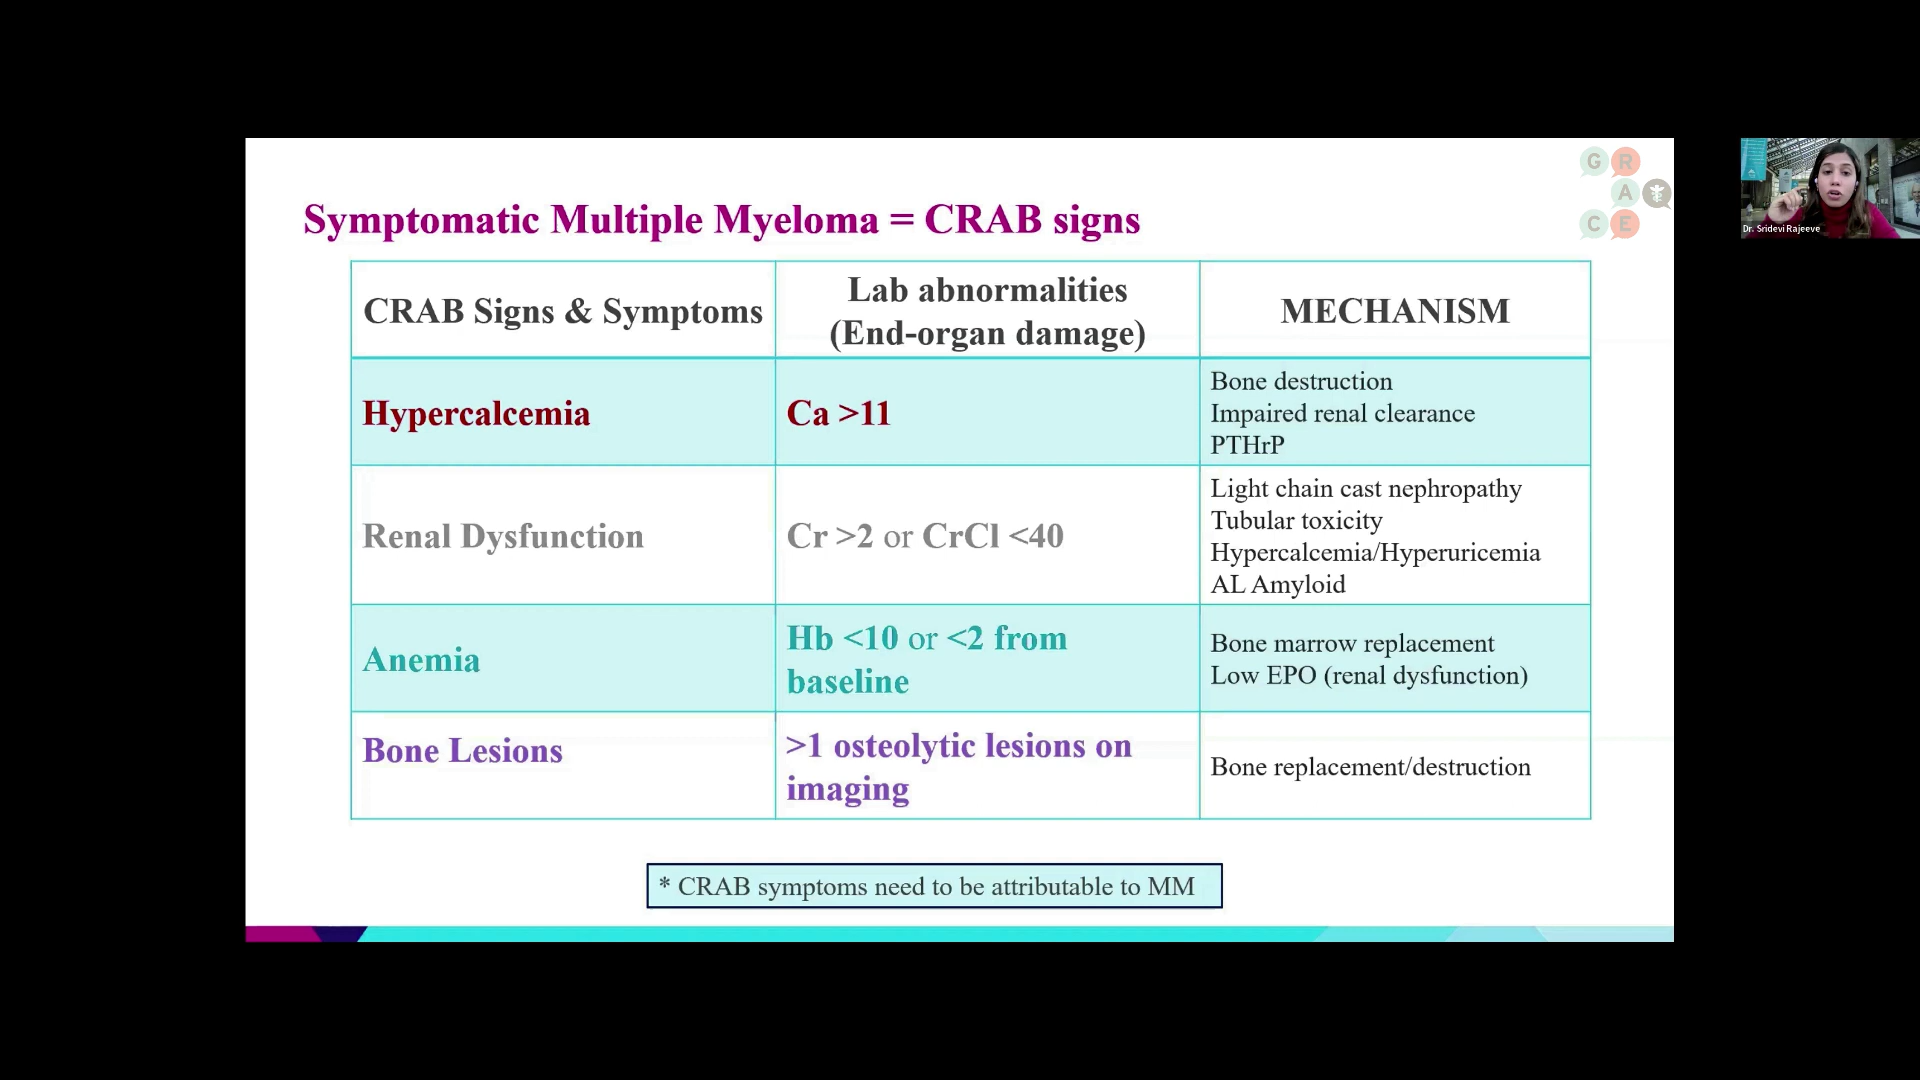 G R
A
C E
Dr. Sridevi Rajeeve
Symptomatic Multiple Myeloma = CRAB signs
CRAB Signs & Symptoms
Lab abnormalities
(End-organ damage)
MECHANISM
Hypercalcemia
Ca >11
Bone destruction
Impaired renal clearance
PTHrP
Renal Dysfunction
Cr >2 or CrCl <40
Light chain cast nephropathy
Tubular toxicity
Hypercalcemia/Hyperuricemia
AL Amyloid
Anemia
Hb <10 or <2 from
baseline
Bone marrow replacement
Low EPO (renal dysfunction)
Bone Lesions
>1 osteolytic lesions on
imaging
Bone replacement/destruction
* CRAB symptoms need to be attributable to MM